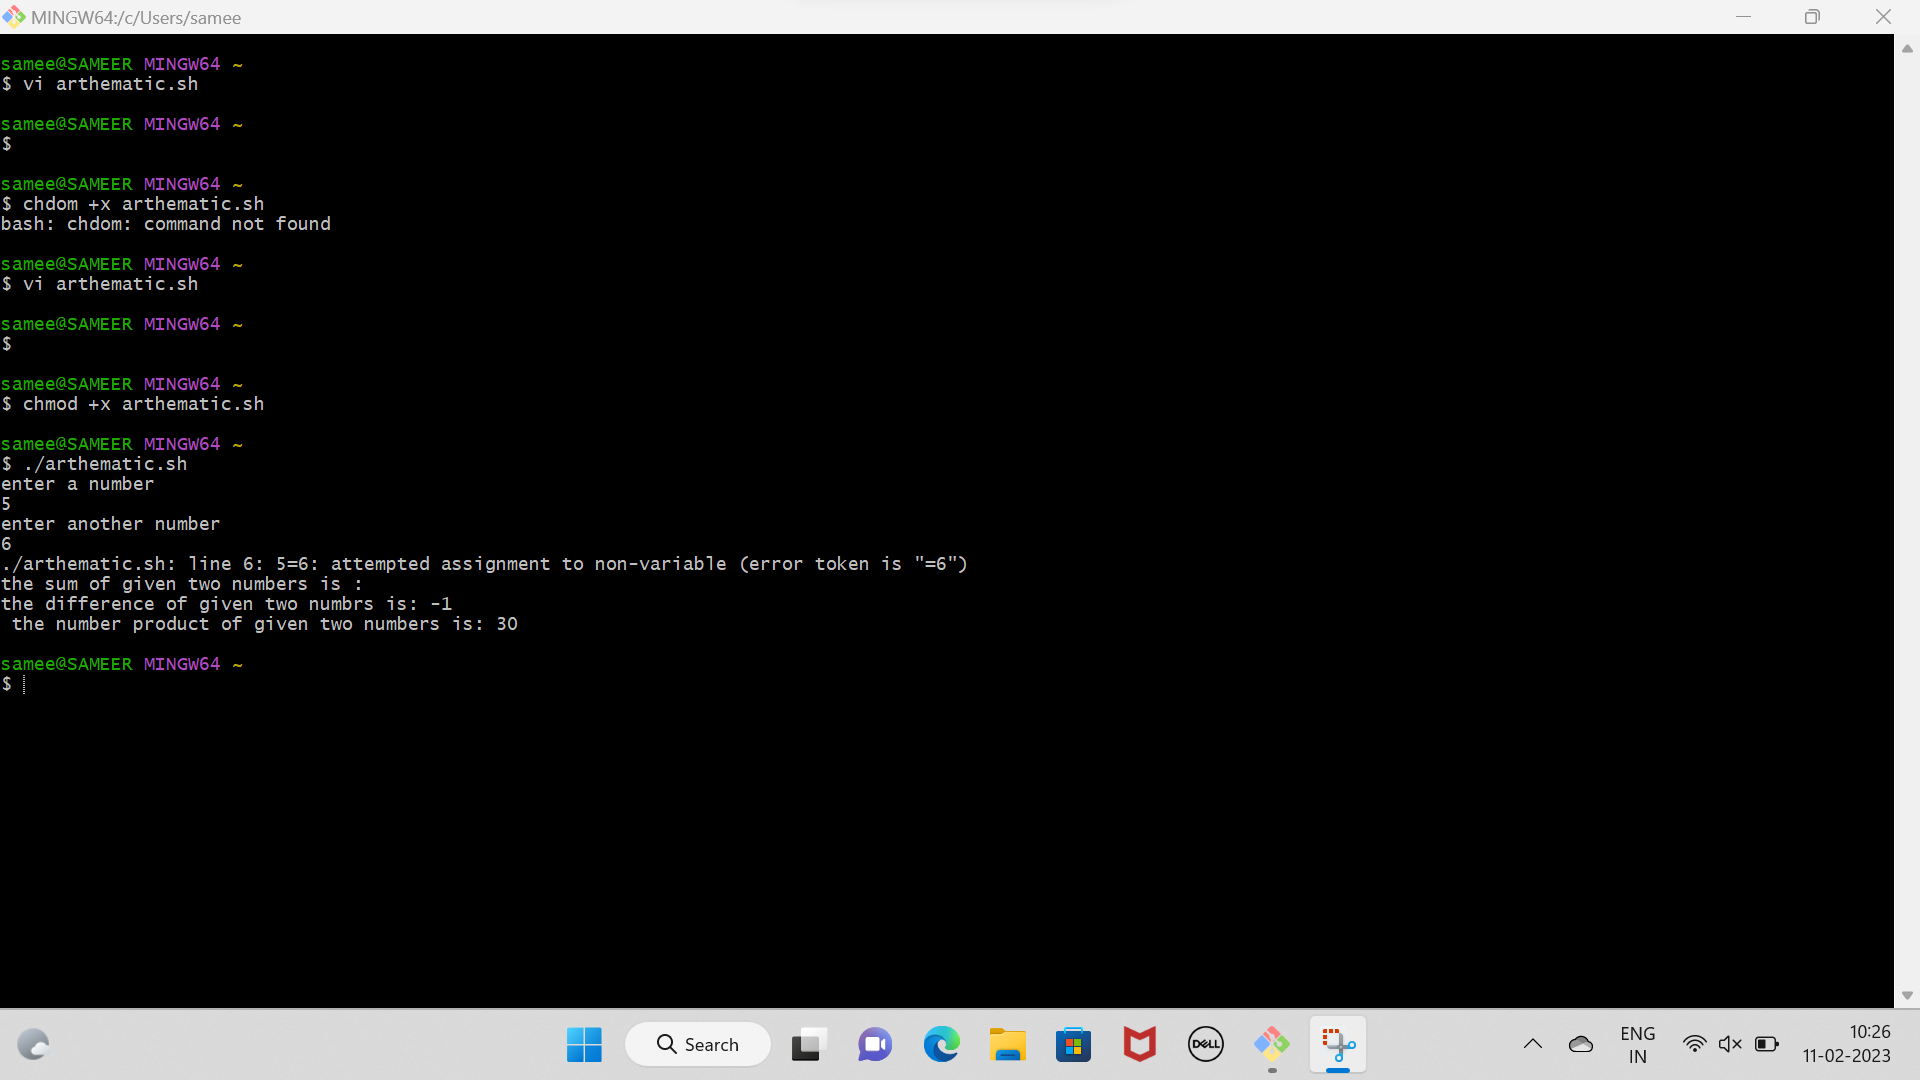 MINGW64:/c/Users/samee
samee@SAMEER MINGW64 ~
$ vi arthematic.sh
samee@SAMEER MINGW64 ~
$
samee@SAMEER MINGW64 ~
$ chdom +x arthematic.sh
bash: chdom: command not found
samee@SAMEER MINGW64 ~
$ vi arthematic.sh
samee@SAMEER MINGW64 ~
$
samee@SAMEER MINGW64 ~
$ chmod +x arthematic.sh
samee@SAMEER MINGW64 ~
$ ./arthematic.sh
enter a number
5
enter another number
6
./arthematic.sh: line 6: 5=6: attempted assignment to non-variable (error token is "=6")
the sum of given two numbers is :
the difference of given two numbrs is: -1
 the number product of given two numbers is: 30
samee@SAMEER MINGW64 ~
$
Search
DELL
ENG
IN
10:26
11-02-2023